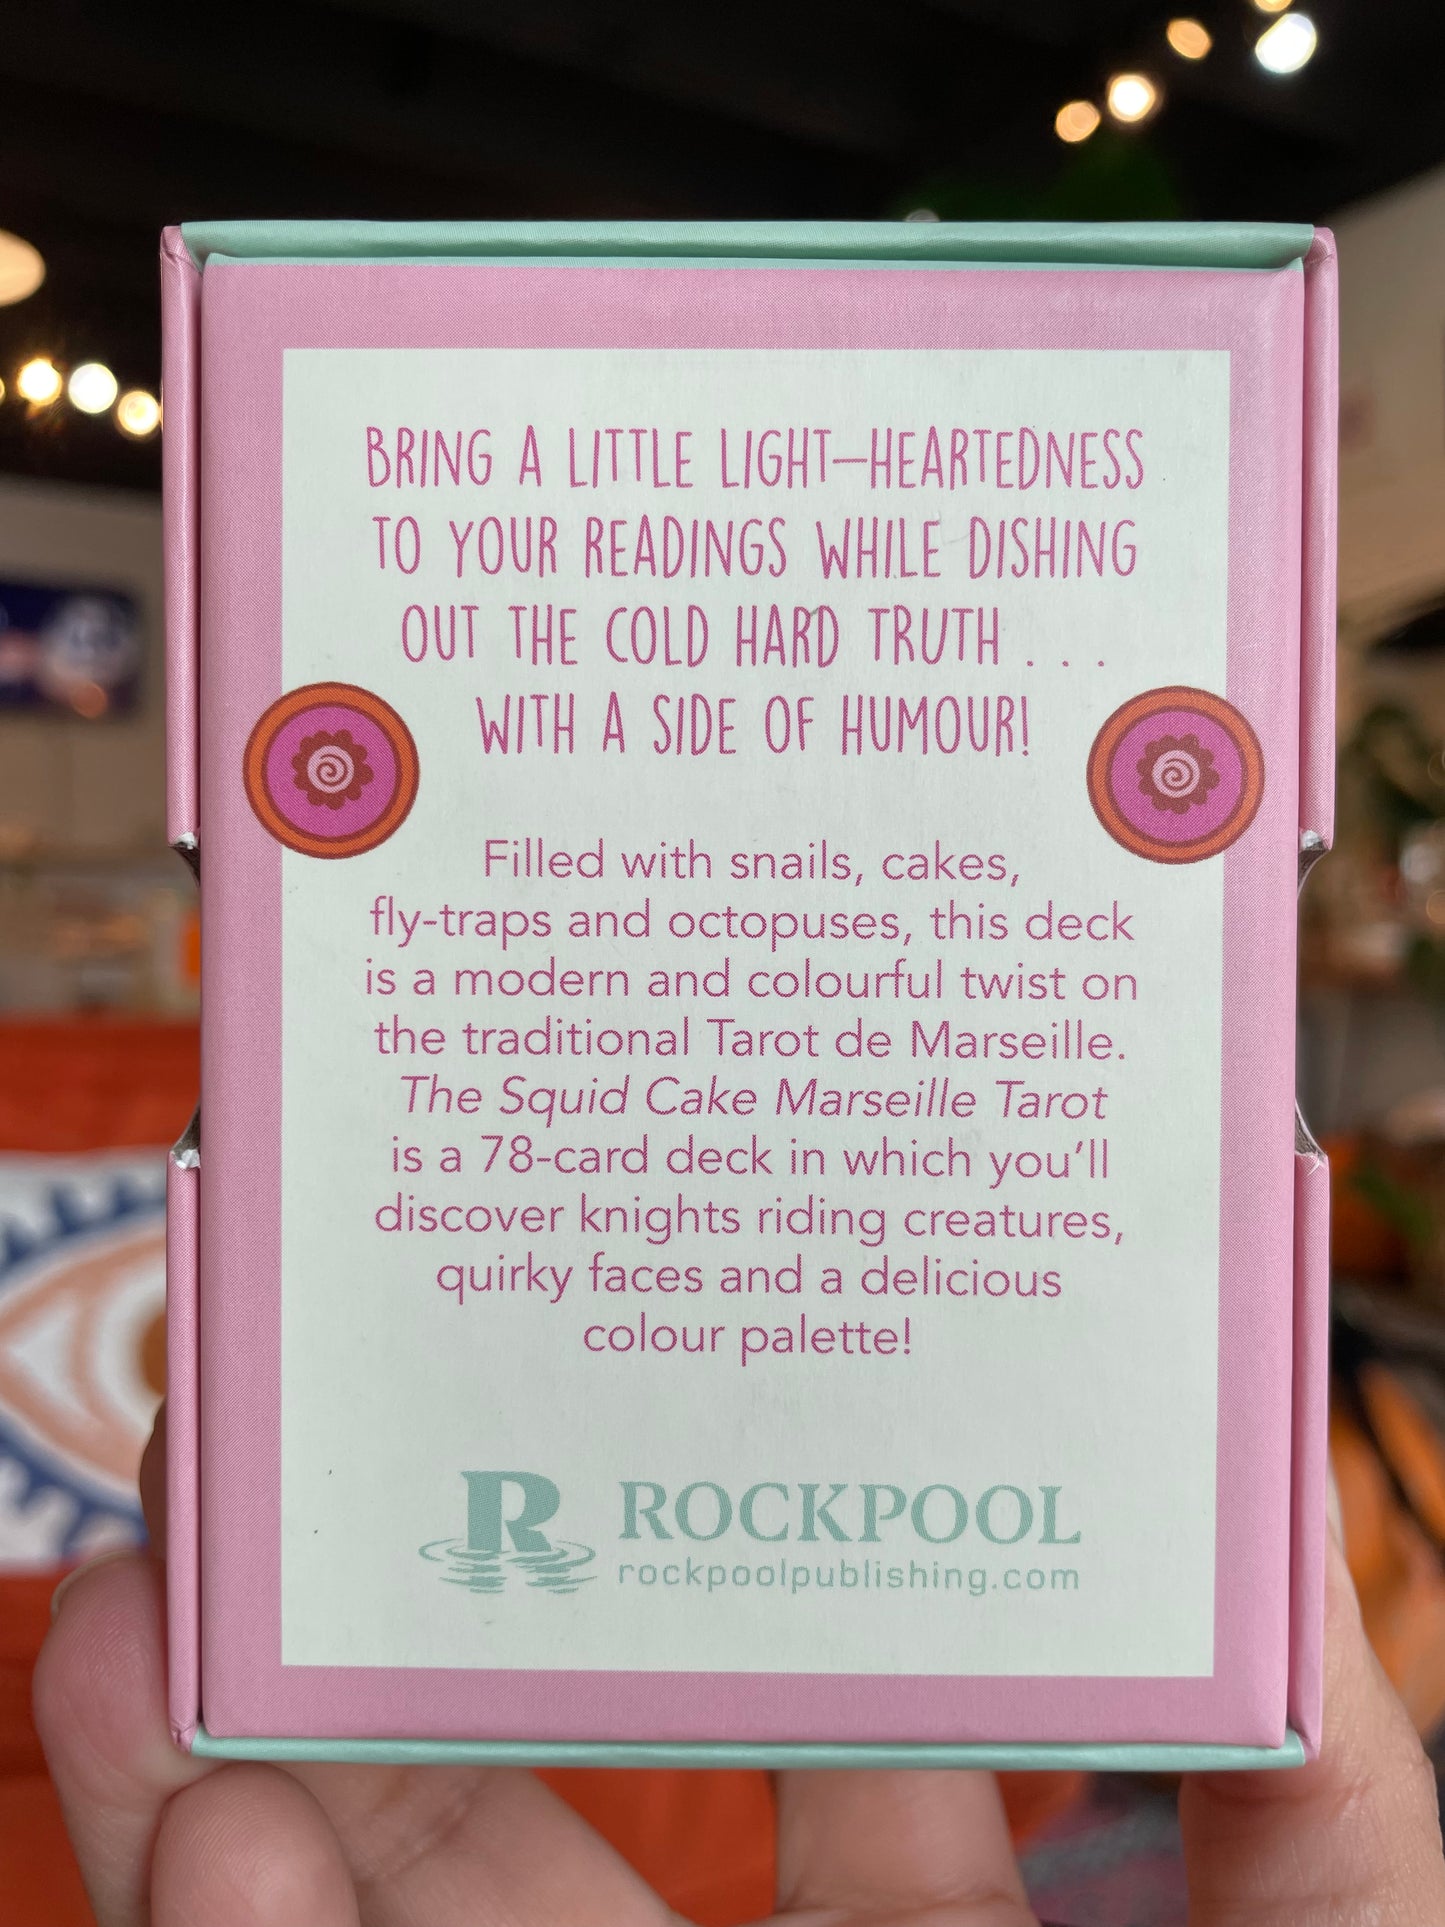 BRING A LITTLE LIGHT–HEARTEDNESS
TO YOUR READINGS WHILE DISHING
OUT THE COLD HARD TRUTH . . .
WITH A SIDE OF HUMOUR!
Filled with snails, cakes,
fly-traps and octopuses, this deck
is a modern and colourful twist on
the traditional Tarot de Marseille.
The Squid Cake Marseille Tarot
is a 78-card deck in which you’ll
discover knights riding creatures,
quirky faces and a delicious
colour palette!
R ROCKPOOL
rockpoolpublishing.com